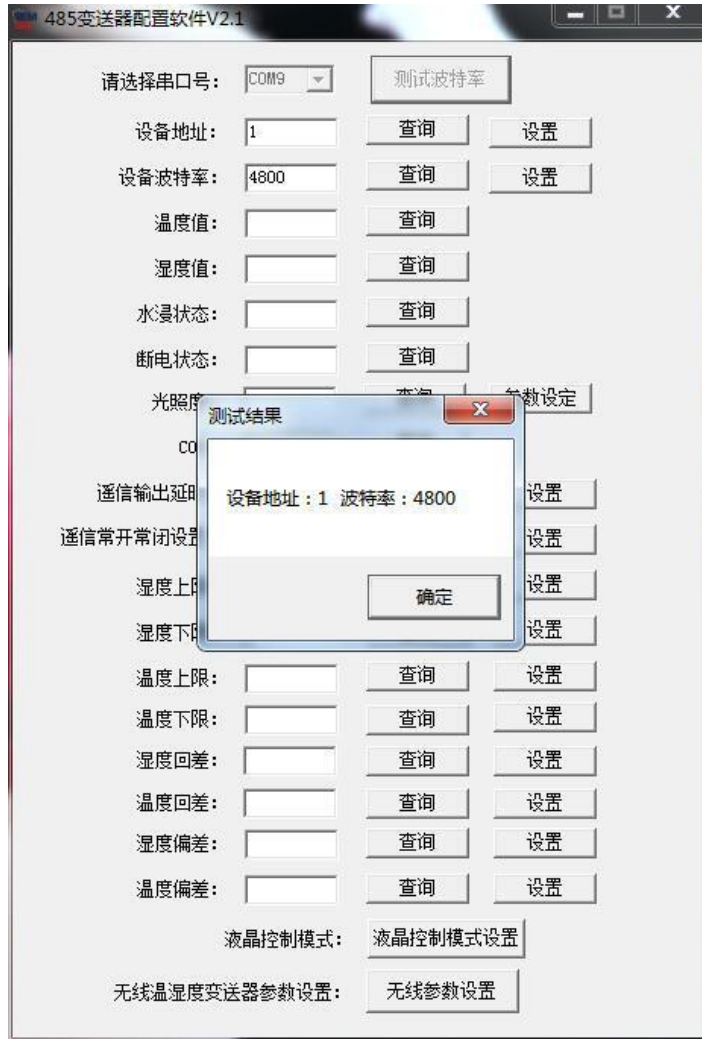 485变送器配置软件V2.1
请选择串口号： COM9 测试波特率
设备地址： 1 查询 设置
设备波特率： 4800 查询 设置
温度值： 查询
湿度值： 查询
水浸状态： 查询
断电状态： 查询
光照度 查询 参数设定
测试结果
CO
设备地址：1 波特率：4800
遥信输出延时 设置
遥信常开常闭设置 设置
湿度上限 设置
确定
湿度下限 设置
温度上限： 查询 设置
温度下限： 查询 设置
湿度回差： 查询 设置
温度回差： 查询 设置
湿度偏差： 查询 设置
温度偏差： 查询 设置
液晶控制模式： 液晶控制模式设置
无线温湿度变送器参数设置： 无线参数设置